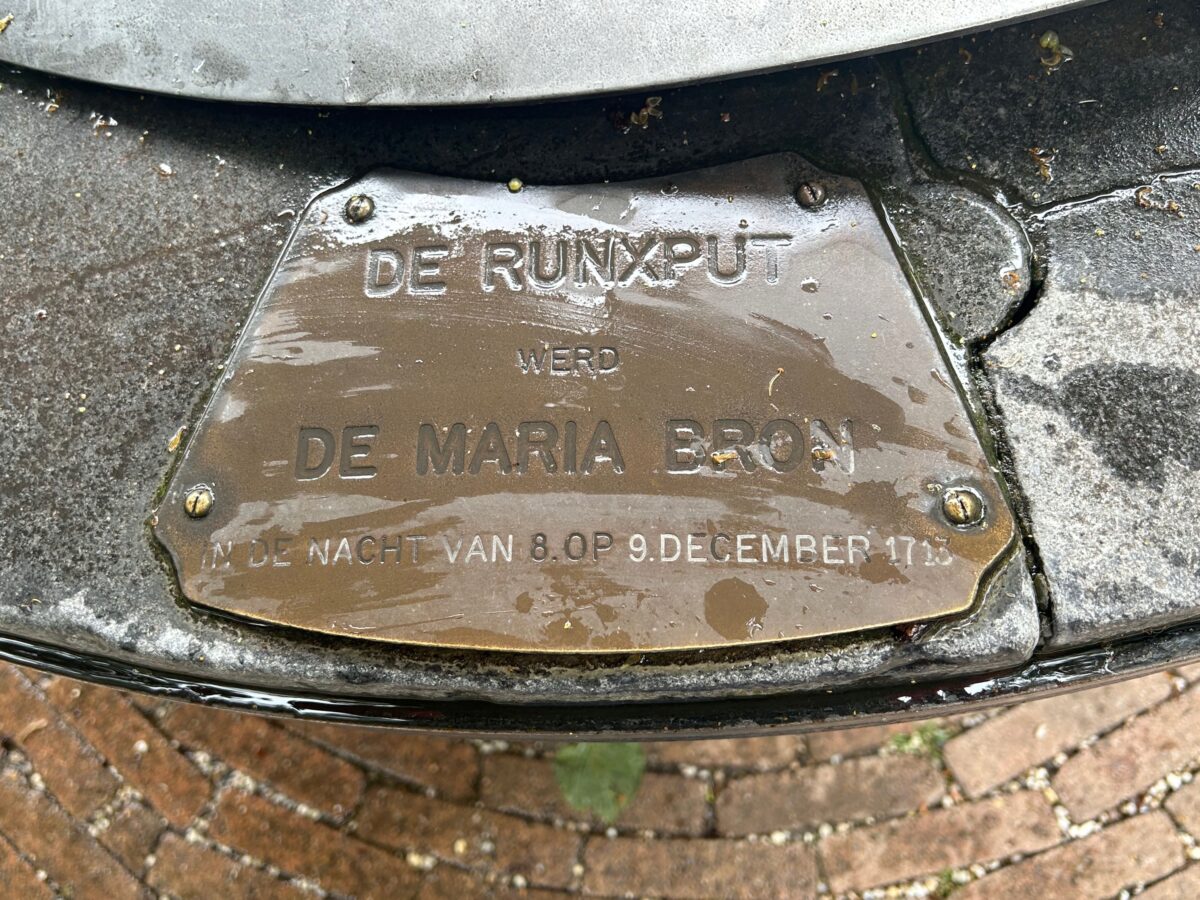 DE RUNXPUT
WERD
DE MARIA BRON
IN DE NACHT VAN 8.OP 9.DECEMBER 1713